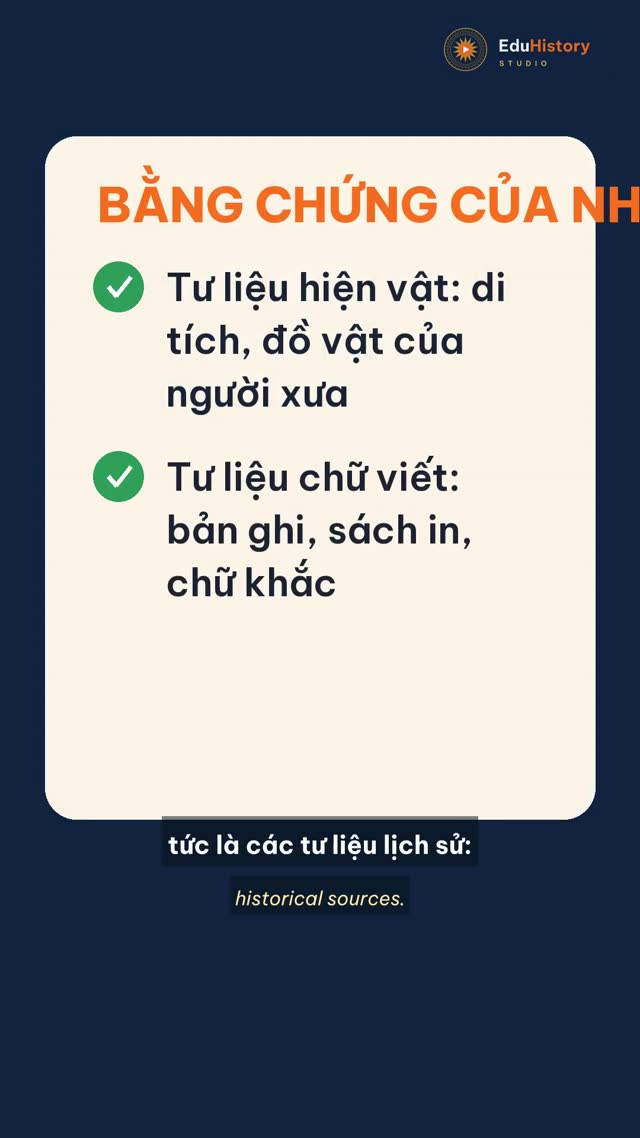 EduHistory
STUDIO
BẰNG CHỨNG CỦA NH
Tư liệu hiện vật: di
tích, đồ vật của
người xưa
Tư liệu chữ viết:
bản ghi, sách in,
chữ khắc
tức là các tư liệu lịch sử:
historical sources.